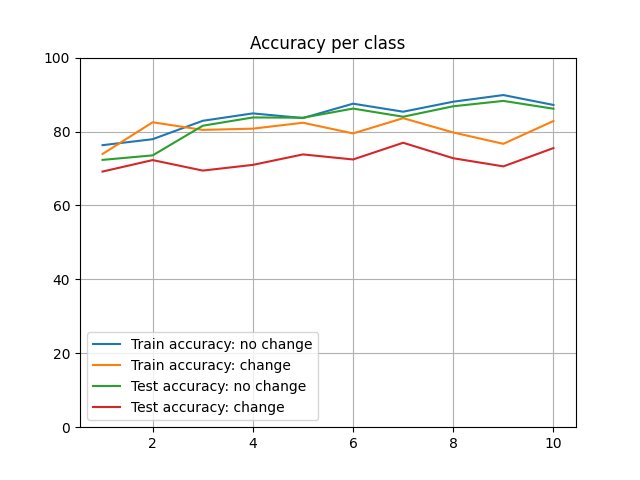 Accuracy per class
100
80
60
40
20
0
Train accuracy: no change
Train accuracy: change
Test accuracy: no change
Test accuracy: change
2 4 6 8 10